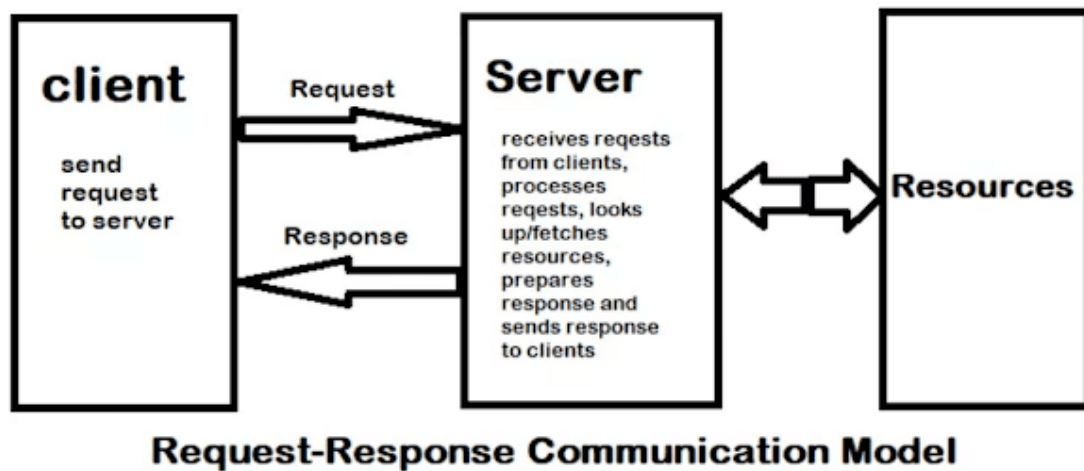 client
send
request
to server
Request
Response
Server
receives reqests
from clients,
processes
reqests, looks
up/fetches
resources,
prepares
response and
sends response
to clients
Resources
Request-Response Communication Model